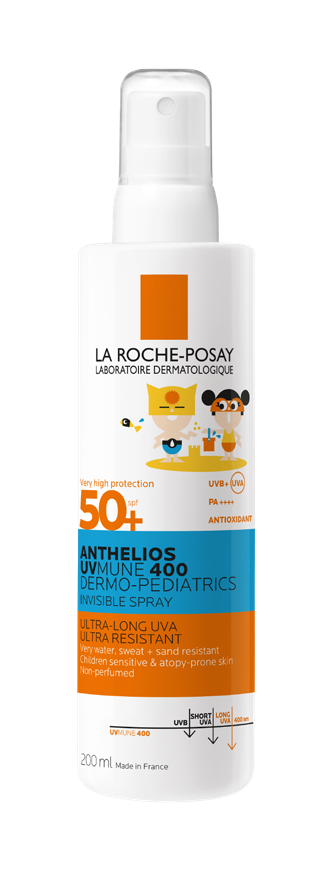 LA ROCHE-POSAY
LABORATOIRE DERMATOLOGIQUE
Very high protection
50+ spf
UVB + UVA
PA ++++
ANTIOXIDANT
ANTHELIOS
UVMUNE 400
DERMO-PEDIATRICS
INVISIBLE SPRAY
ULTRA-LONG UVA
ULTRA RESISTANT
Very water, sweat + sand resistant
Children sensitive & atopy-prone skin
Non-perfumed
UVB
SHORT UVA
LONG UVA
400 nm
UVMUNE 400
200 ml Made in France